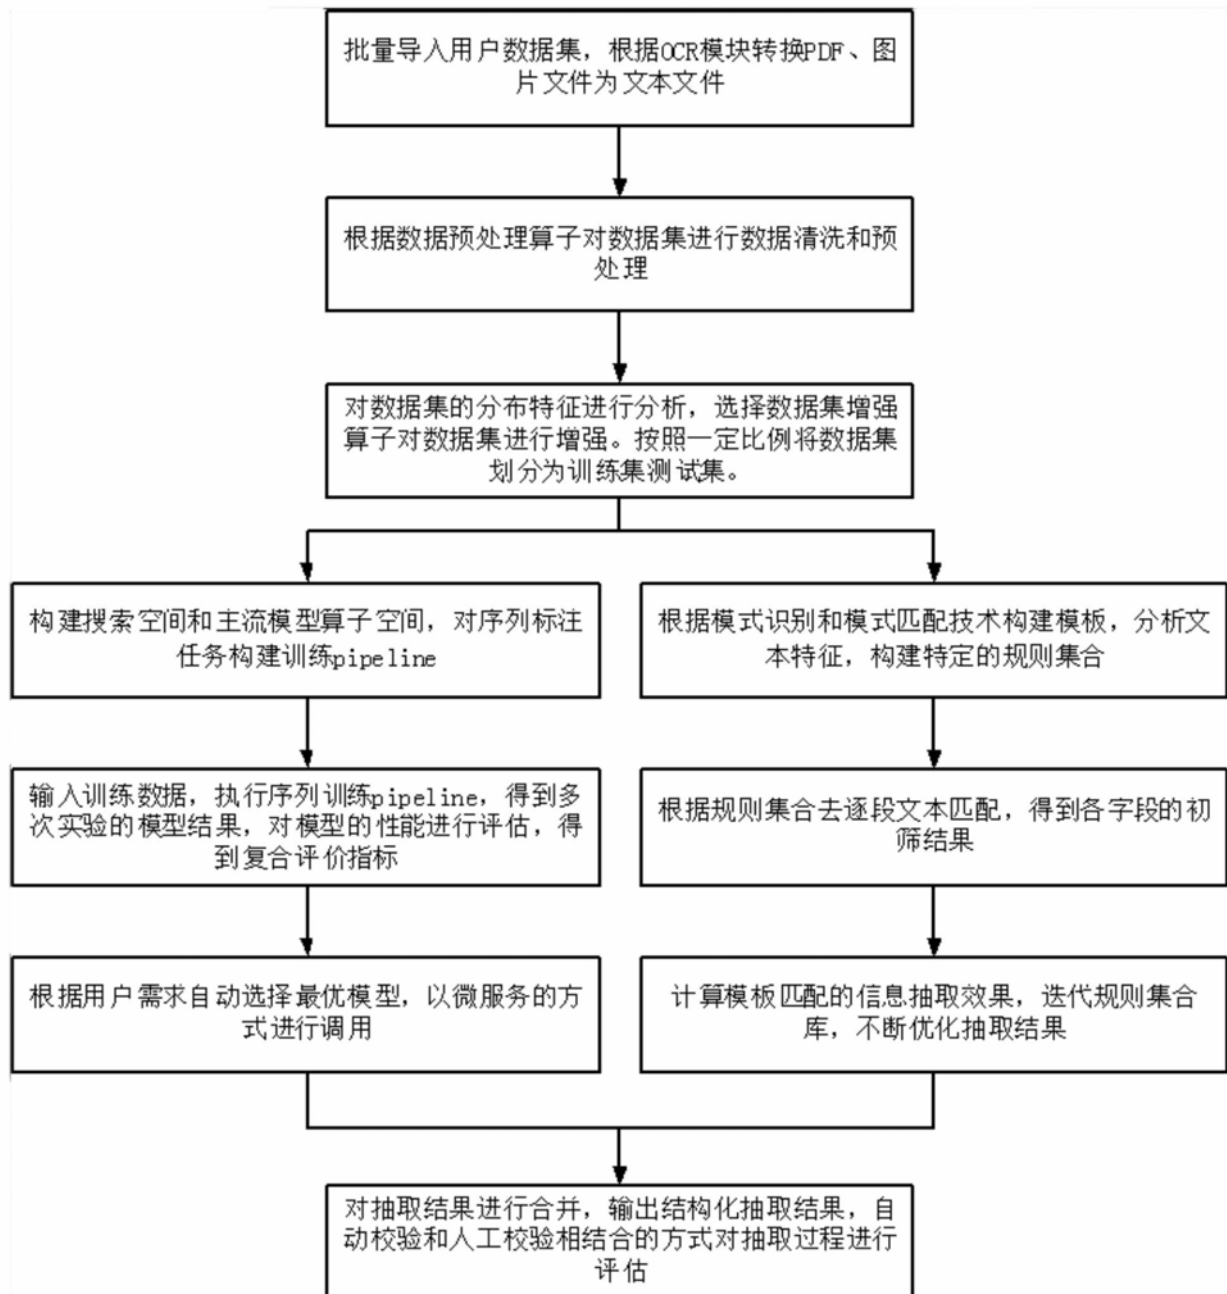 批量导入用户数据集，根据OCR模块转换PDF、图
片文件为文本文件
根据数据预处理算子对数据集进行数据清洗和预
处理
对数据集的分布特征进行分析，选择数据集增强
算子对数据集进行增强。按照一定比例将数据集
划分为训练集测试集。
构建搜索空间和主流模型算子空间，对序列标注
任务构建训练pipeline
输入训练数据，执行序列训练pipeline，得到多
次实验的模型结果，对模型的性能进行评估，得
到复合评价指标
根据用户需求自动选择最优模型，以微服务的方
式进行调用
根据模式识别和模式匹配技术构建模板，分析文
本特征，构建特定的规则集合
根据规则集合去逐段文本匹配，得到各字段的初
筛结果
计算模板匹配的信息抽取效果，迭代规则集合
库，不断优化抽取结果
对抽取结果进行合并，输出结构化抽取结果，自
动校验和人工校验相结合的方式对抽取过程进行
评估